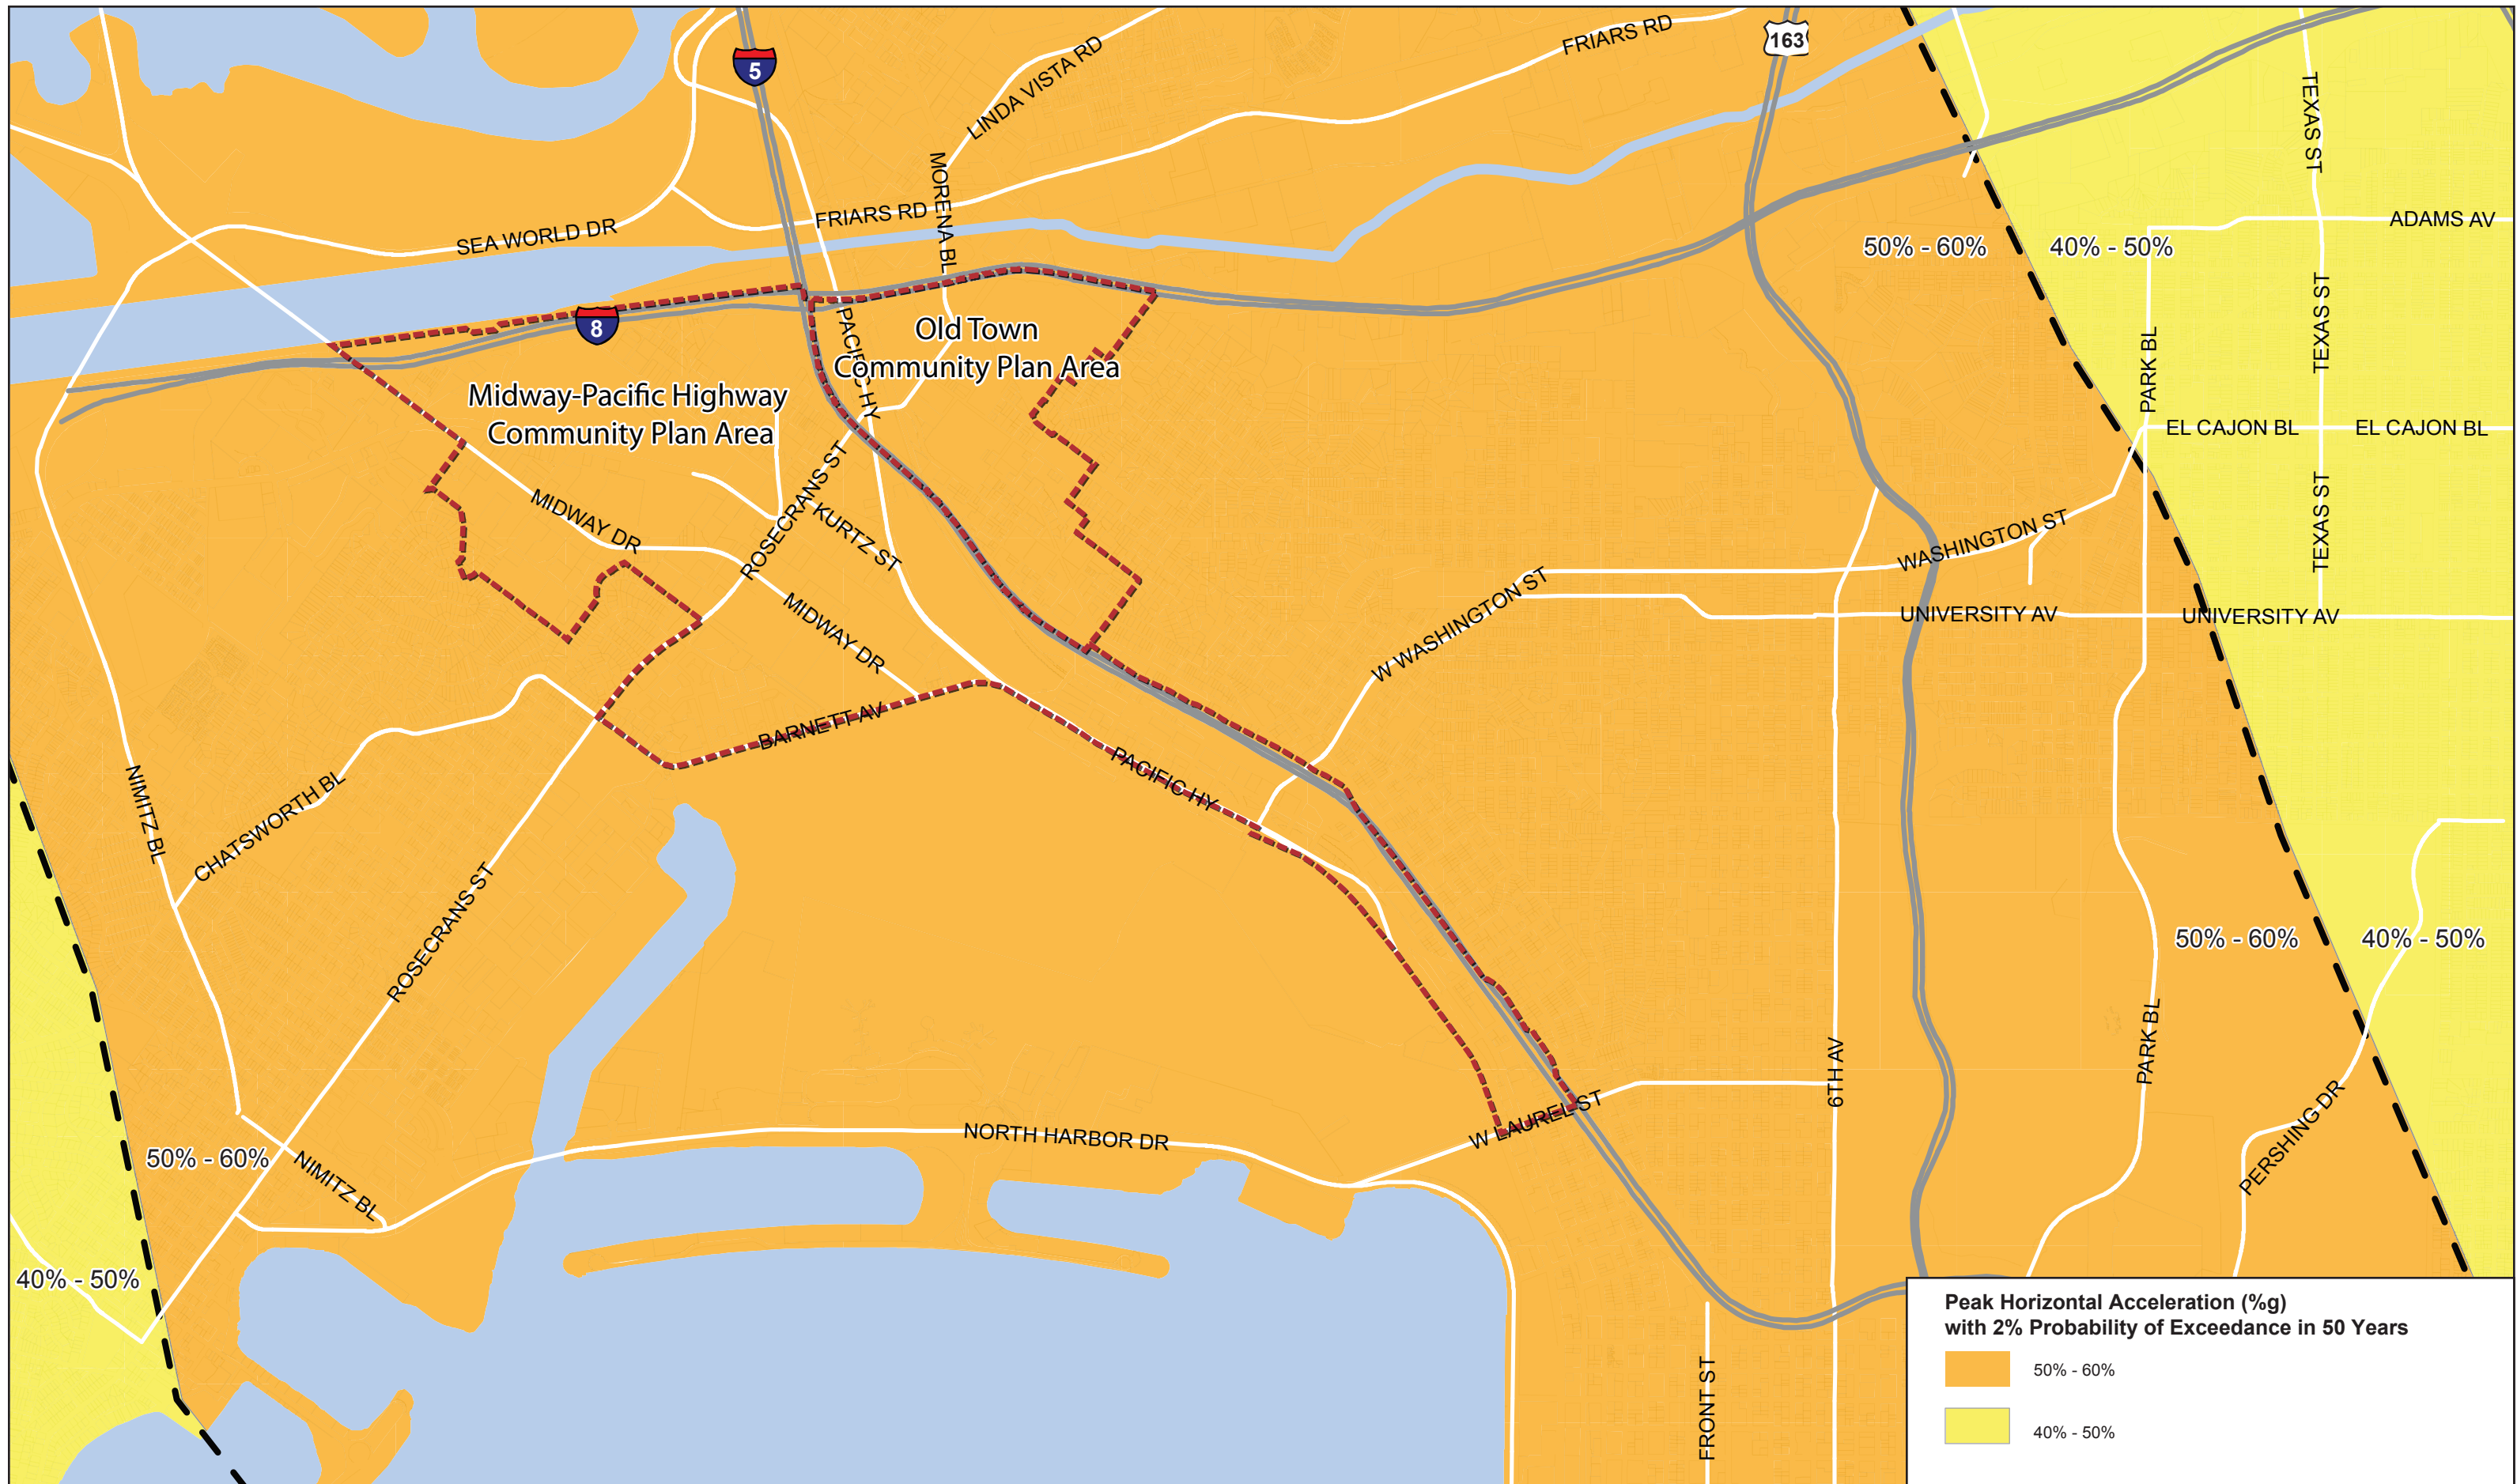 5
163
FRIARS RD
LINDA VISTA RD
TEXAS ST
MORENA BL
FRIARS RD
SEA WORLD DR
ADAMS AV
50% - 60%
40% - 50%
8
PACIFIC HY
Old Town
Community Plan Area
TEXAS ST
PARK BL
Midway-Pacific Highway
Community Plan Area
EL CAJON BL
EL CAJON BL
ROSECRANS ST
MIDWAY DR
KURTZ ST
TEXAS ST
WASHINGTON ST
W WASHINGTON ST
UNIVERSITY AV
UNIVERSITY AV
MIDWAY DR
BARNETT AV
PACIFIC HY
NIMITZ BL
CHATSWORTH BL
ROSECRANS ST
50% - 60%
40% - 50%
6TH AV
PARK BL
W LAUREL ST
NORTH HARBOR DR
PERSHING DR
50% - 60%
NIMITZ BL
40% - 50%
FRONT ST
Peak Horizontal Acceleration (%g)
with 2% Probability of Exceedance in 50 Years
50% - 60%
40% - 50%